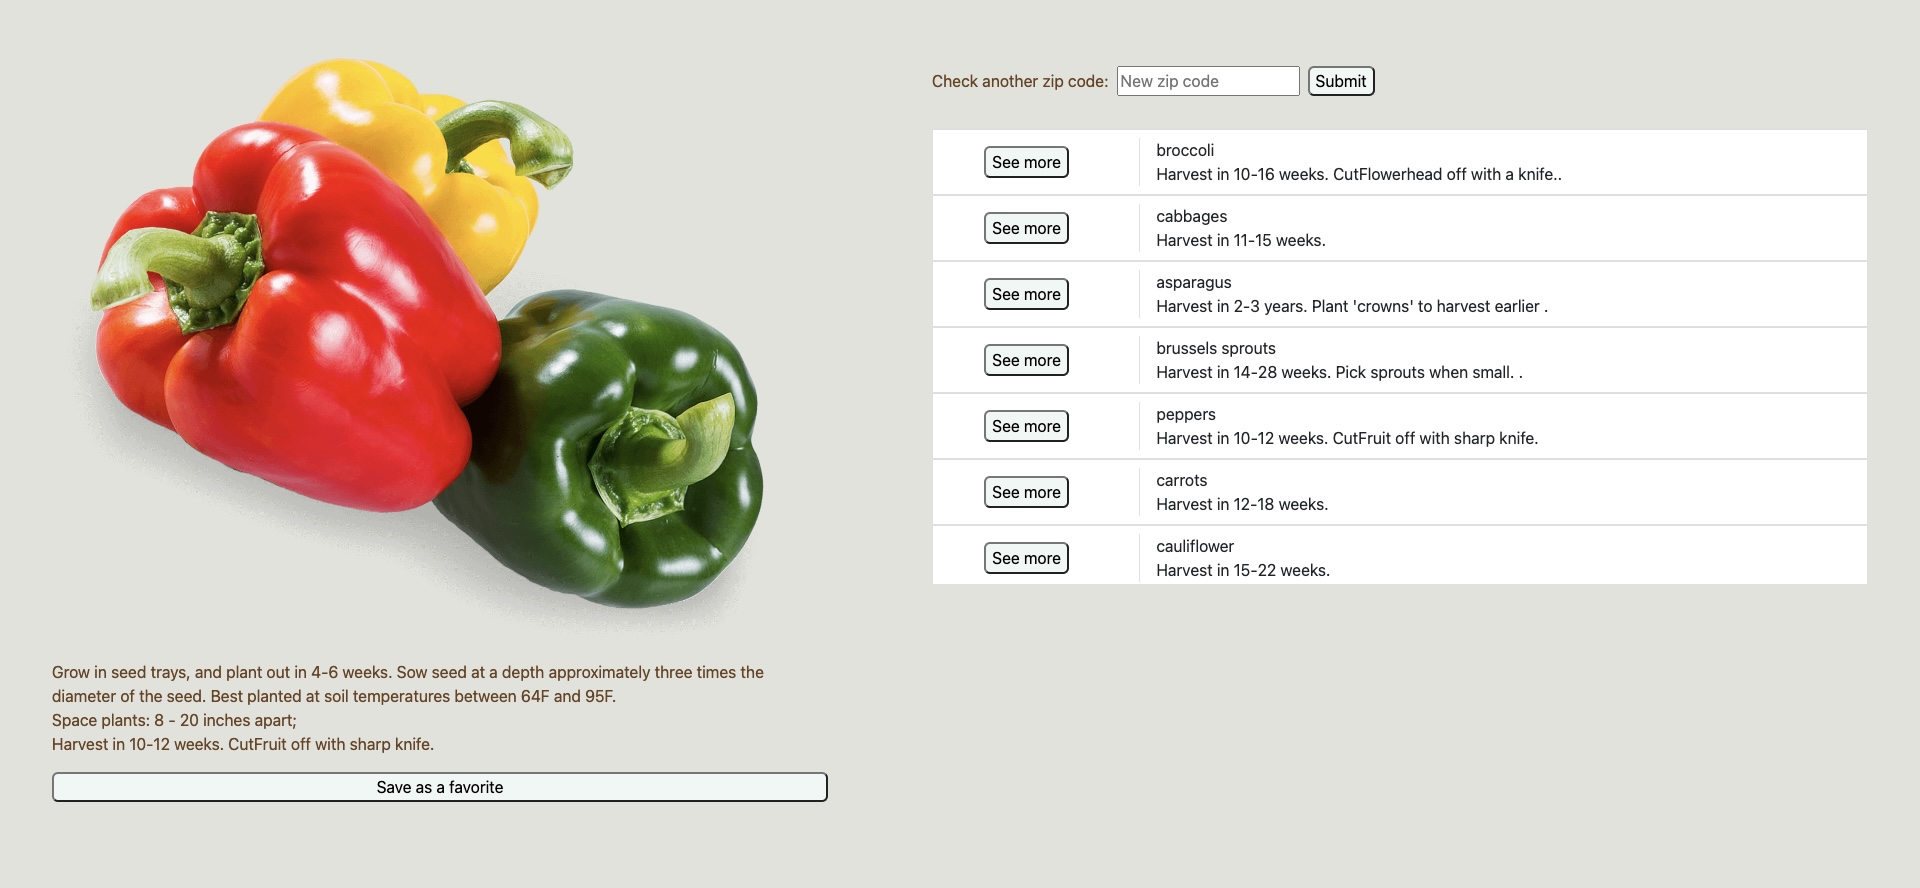 Check another zip code: New zip code Submit
See more
broccoli
Harvest in 10-16 weeks. CutFlowerhead off with a knife..
See more
cabbages
Harvest in 11-15 weeks.
See more
asparagus
Harvest in 2-3 years. Plant 'crowns' to harvest earlier .
See more
brussels sprouts
Harvest in 14-28 weeks. Pick sprouts when small. .
See more
peppers
Harvest in 10-12 weeks. CutFruit off with sharp knife.
See more
carrots
Harvest in 12-18 weeks.
See more
cauliflower
Harvest in 15-22 weeks.
Grow in seed trays, and plant out in 4-6 weeks. Sow seed at a depth approximately three times the
diameter of the seed. Best planted at soil temperatures between 64F and 95F.
Space plants: 8 - 20 inches apart;
Harvest in 10-12 weeks. CutFruit off with sharp knife.
Save as a favorite